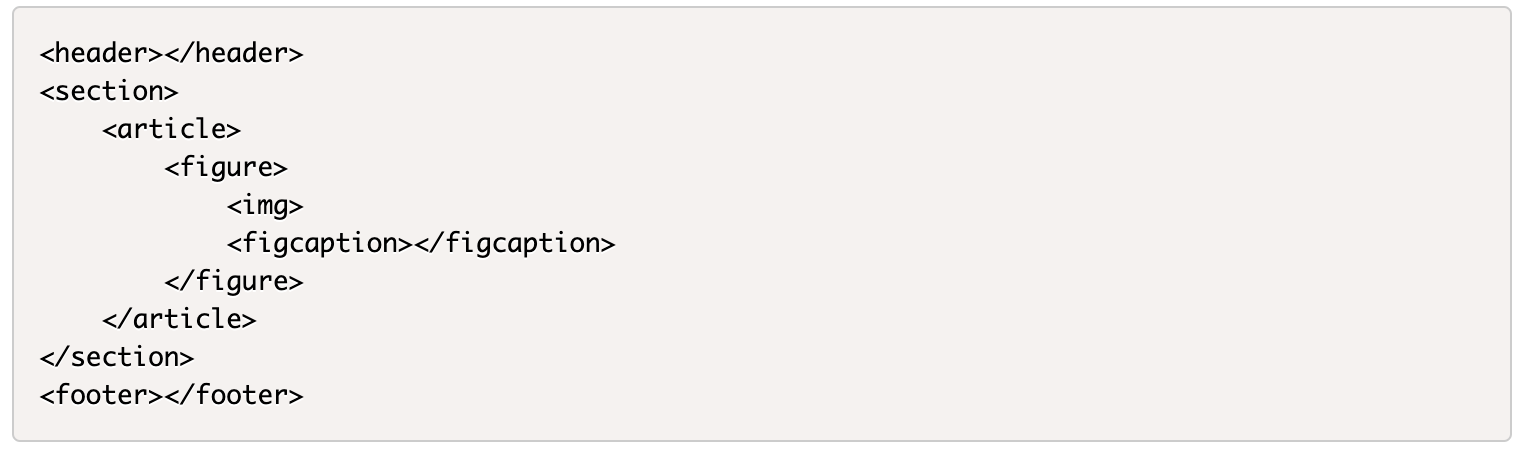 <header></header>
<section>
    <article>
        <figure>
            <img>
            <figcaption></figcaption>
        </figure>
    </article>
</section>
<footer></footer>